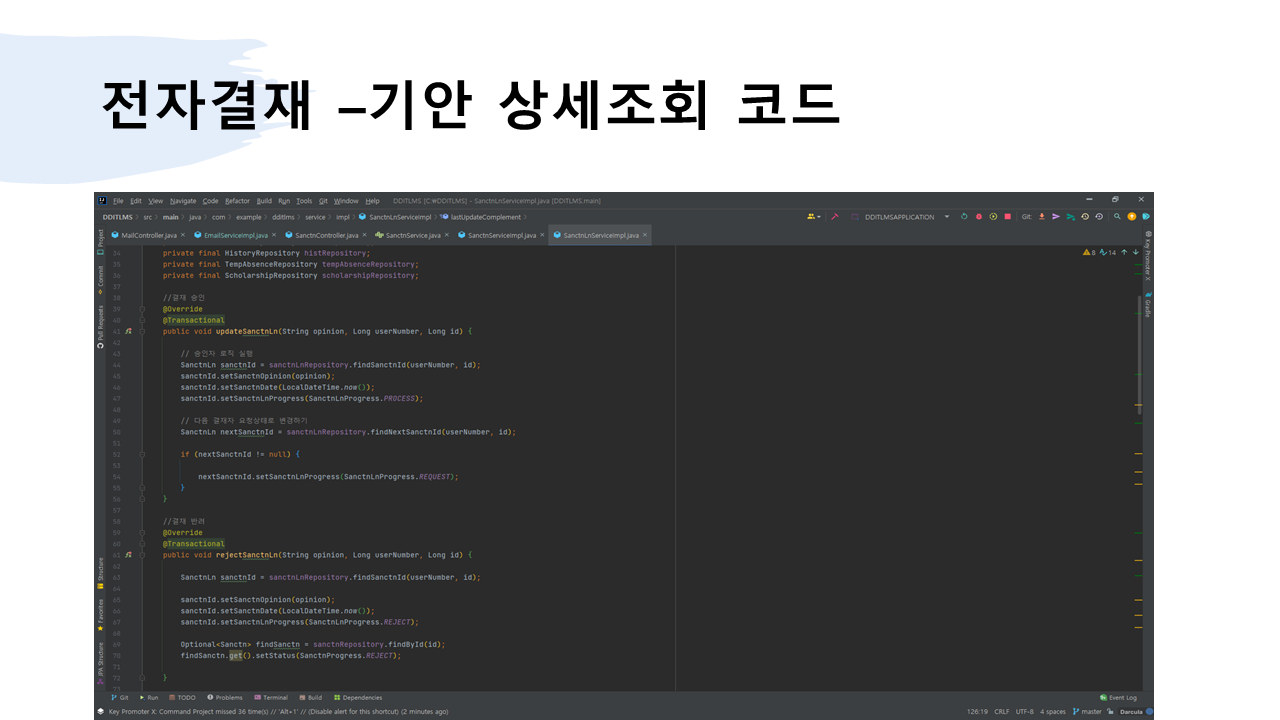 전자결재 –기안 상세조회 코드
File Edit View Navigate Code Refactor Build Run Tools Git Window Help DDITLMS [C:₩DDITLMS] - SanctnLnServiceImpl.java [DDITLMS.main]
DDITLMS src main java com example dditlms service impl SanctnLnServiceImpl lastUpdateComplement DDITLMSAPPLICATION Git:
MailController.java EmailServiceImpl.java SanctnController.java SanctnService.java SanctnServiceImpl.java SanctnLnServiceImpl.java
Project
Commit
Pull Requests
Structure
Favorites
JPA Structure
Key Promoter X
Gradle
8 14
34 private final HistoryRepository histRepository;
35 private final TempAbsenceRepository tempAbsenceRepository;
36 private final ScholarshipRepository scholarshipRepository;
37
38 //결재 승인
39 @Override
40 @Transactional
41 public void updateSanctnLn(String opinion, Long userNumber, Long id) {
42
43 // 승인자 로직 실행
44 SanctnLn sanctnId = sanctnLnRepository.findSanctnId(userNumber, id);
45 sanctnId.setSanctnOpinion(opinion);
46 sanctnId.setSanctnDate(LocalDateTime.now());
47 sanctnId.setSanctnLnProgress(SanctnLnProgress.PROCESS);
48
49 // 다음 결재자 요청상태로 변경하기
50 SanctnLn nextSanctnId = sanctnLnRepository.findNextSanctnId(userNumber, id);
51
52 if (nextSanctnId != null) {
53
54 nextSanctnId.setSanctnLnProgress(SanctnLnProgress.REQUEST);
55 }
56 }
57
58 //결재 반려
59 @Override
60 @Transactional
61 public void rejectSanctnLn(String opinion, Long userNumber, Long id) {
62
63 SanctnLn sanctnId = sanctnLnRepository.findSanctnId(userNumber, id);
64
65 sanctnId.setSanctnOpinion(opinion);
66 sanctnId.setSanctnDate(LocalDateTime.now());
67 sanctnId.setSanctnLnProgress(SanctnLnProgress.REJECT);
68
69 Optional<Sanctn> findSanctn = sanctnRepository.findById(id);
70 findSanctn.get().setStatus(SanctnProgress.REJECT);
71
72 }
73
Git Run TODO Problems Terminal Build Dependencies Event Log
Key Promoter X: Command Project missed 36 time(s) // 'Alt+1' // (Disable alert for this shortcut) (2 minutes ago) 126:19 CRLF UTF-8 4 spaces master Darcula